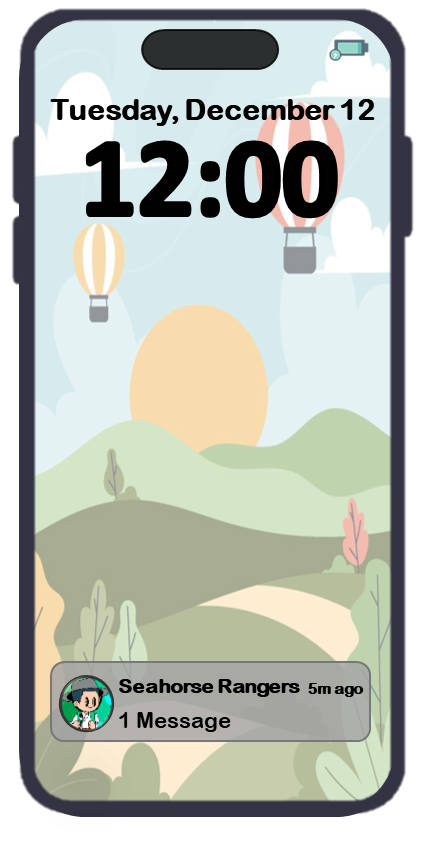 Tuesday, December 12
12:00
Seahorse Rangers 5m ago
1 Message